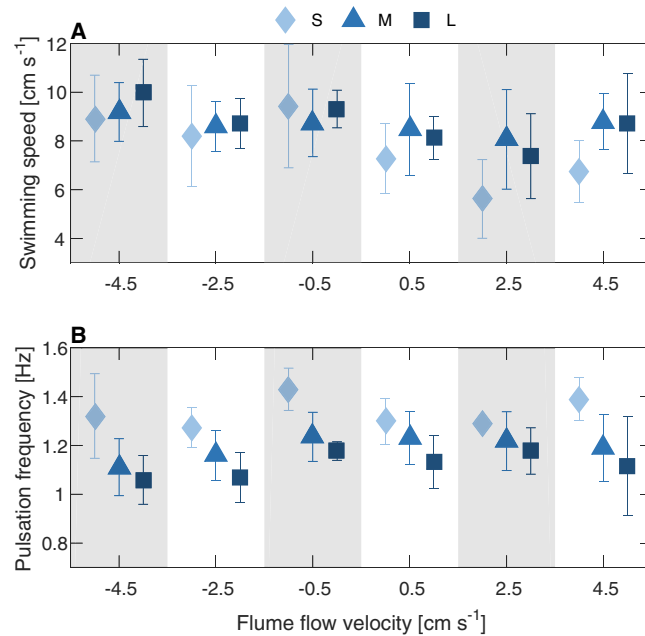 S M L
A
Swimming speed [cm s⁻¹]
12
10
8
6
4
-4.5 -2.5 -0.5 0.5 2.5 4.5
B
Pulsation frequency [Hz]
1.6
1.4
1.2
1
0.8
-4.5 -2.5 -0.5 0.5 2.5 4.5
Flume flow velocity [cm s⁻¹]